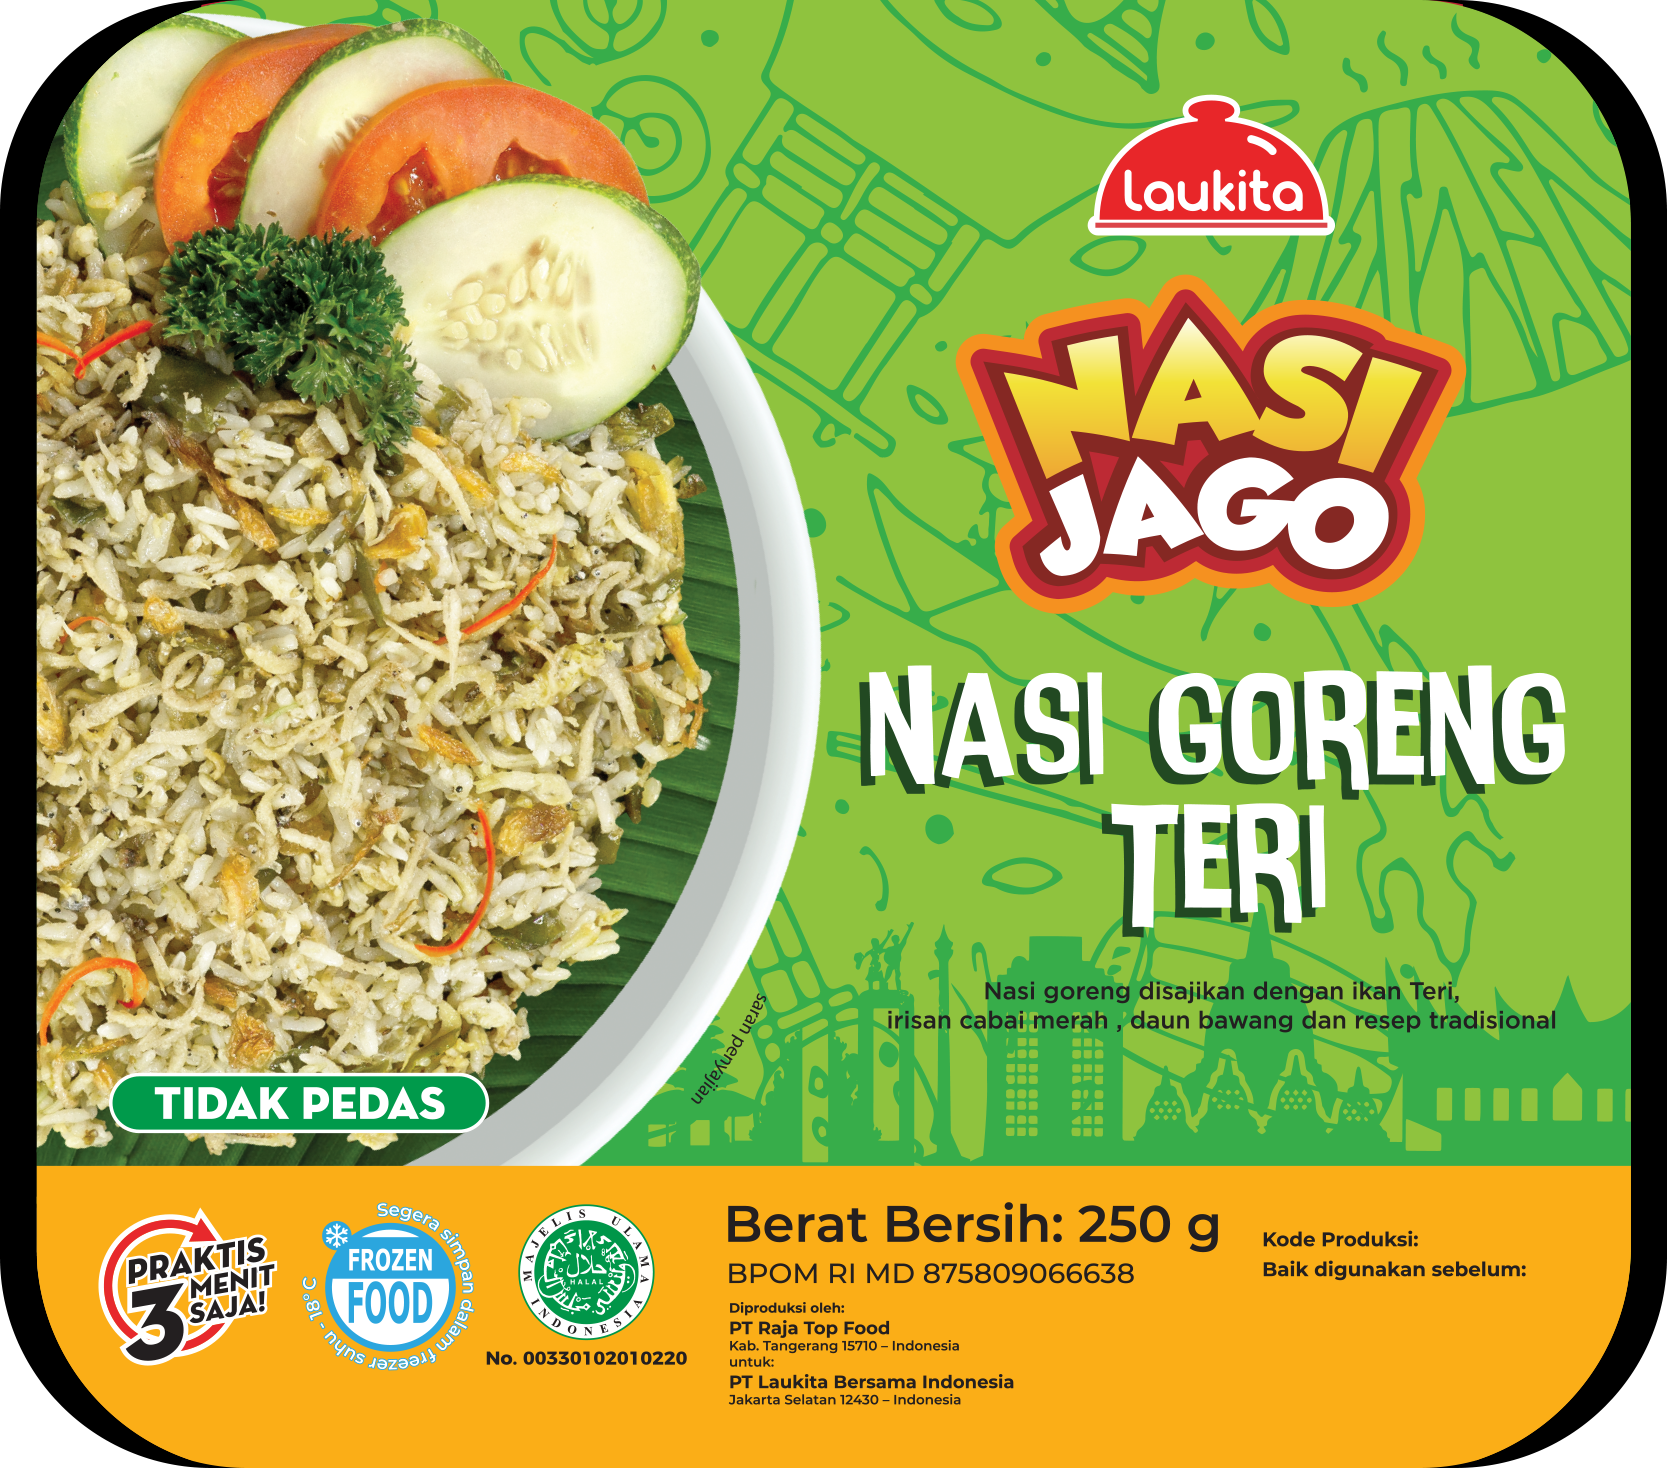 Laukita
NASI
JAGO
NASI GORENG
TERI
Nasi goreng disajikan dengan ikan Teri,
irisan cabai merah , daun bawang dan resep tradisional
saran penyajian
TIDAK PEDAS
PRAKTIS
3 MENIT
SAJA!
Segera simpan dalam freezer suhu - 18° C
FROZEN
FOOD
MAJELIS ULAMA
INDONESIA
حلال
HALAL
No. 00330102010220
Berat Bersih: 250 g
BPOM RI MD 875809066638
Diproduksi oleh:
PT Raja Top Food
Kab. Tangerang 15710 – Indonesia
untuk:
PT Laukita Bersama Indonesia
Jakarta Selatan 12430 – Indonesia
Kode Produksi:
Baik digunakan sebelum: